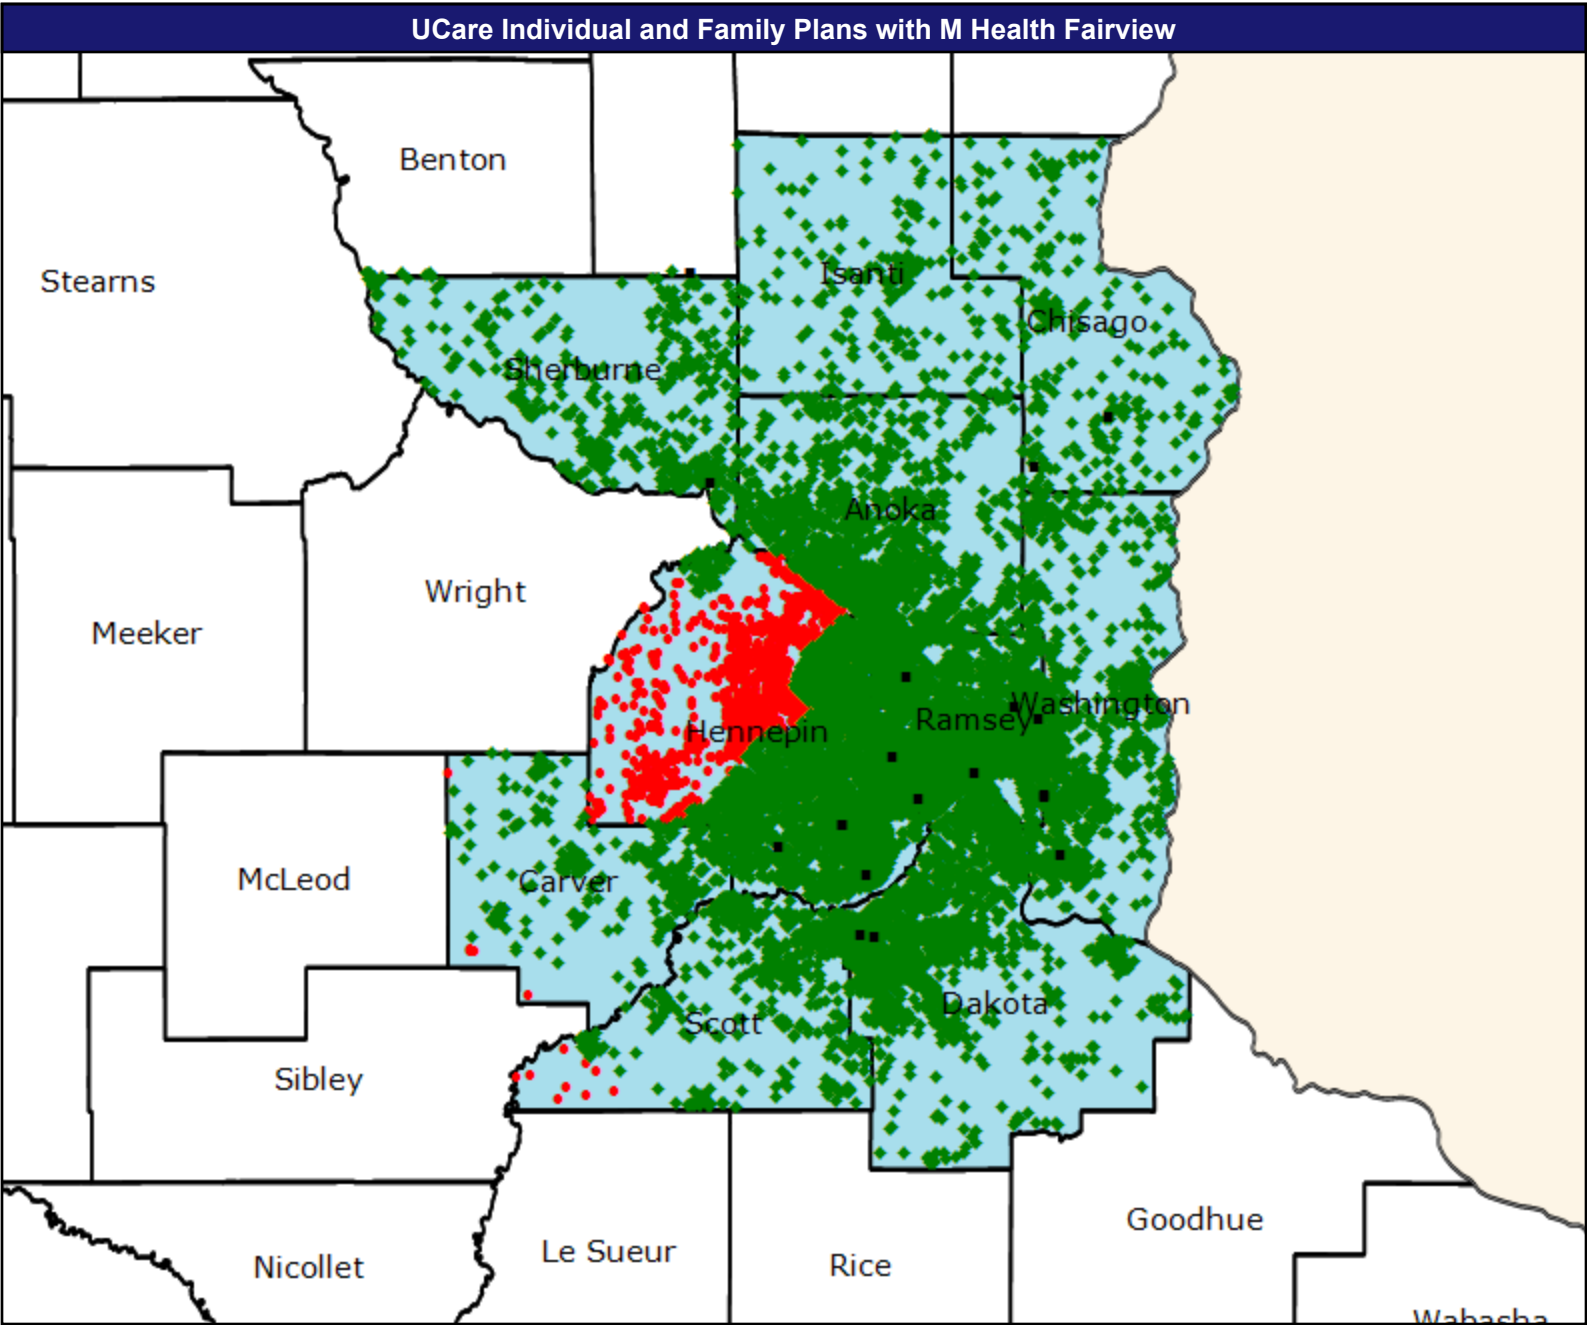 UCare Individual and Family Plans with M Health Fairview
Benton
Stearns
Isanti
Chisago
Sherburne
Anoka
Wright
Meeker
Washington
Ramsey
Hennepin
McLeod
Carver
Dakota
Scott
Sibley
Goodhue
Le Sueur
Rice
Nicollet
Wabasha